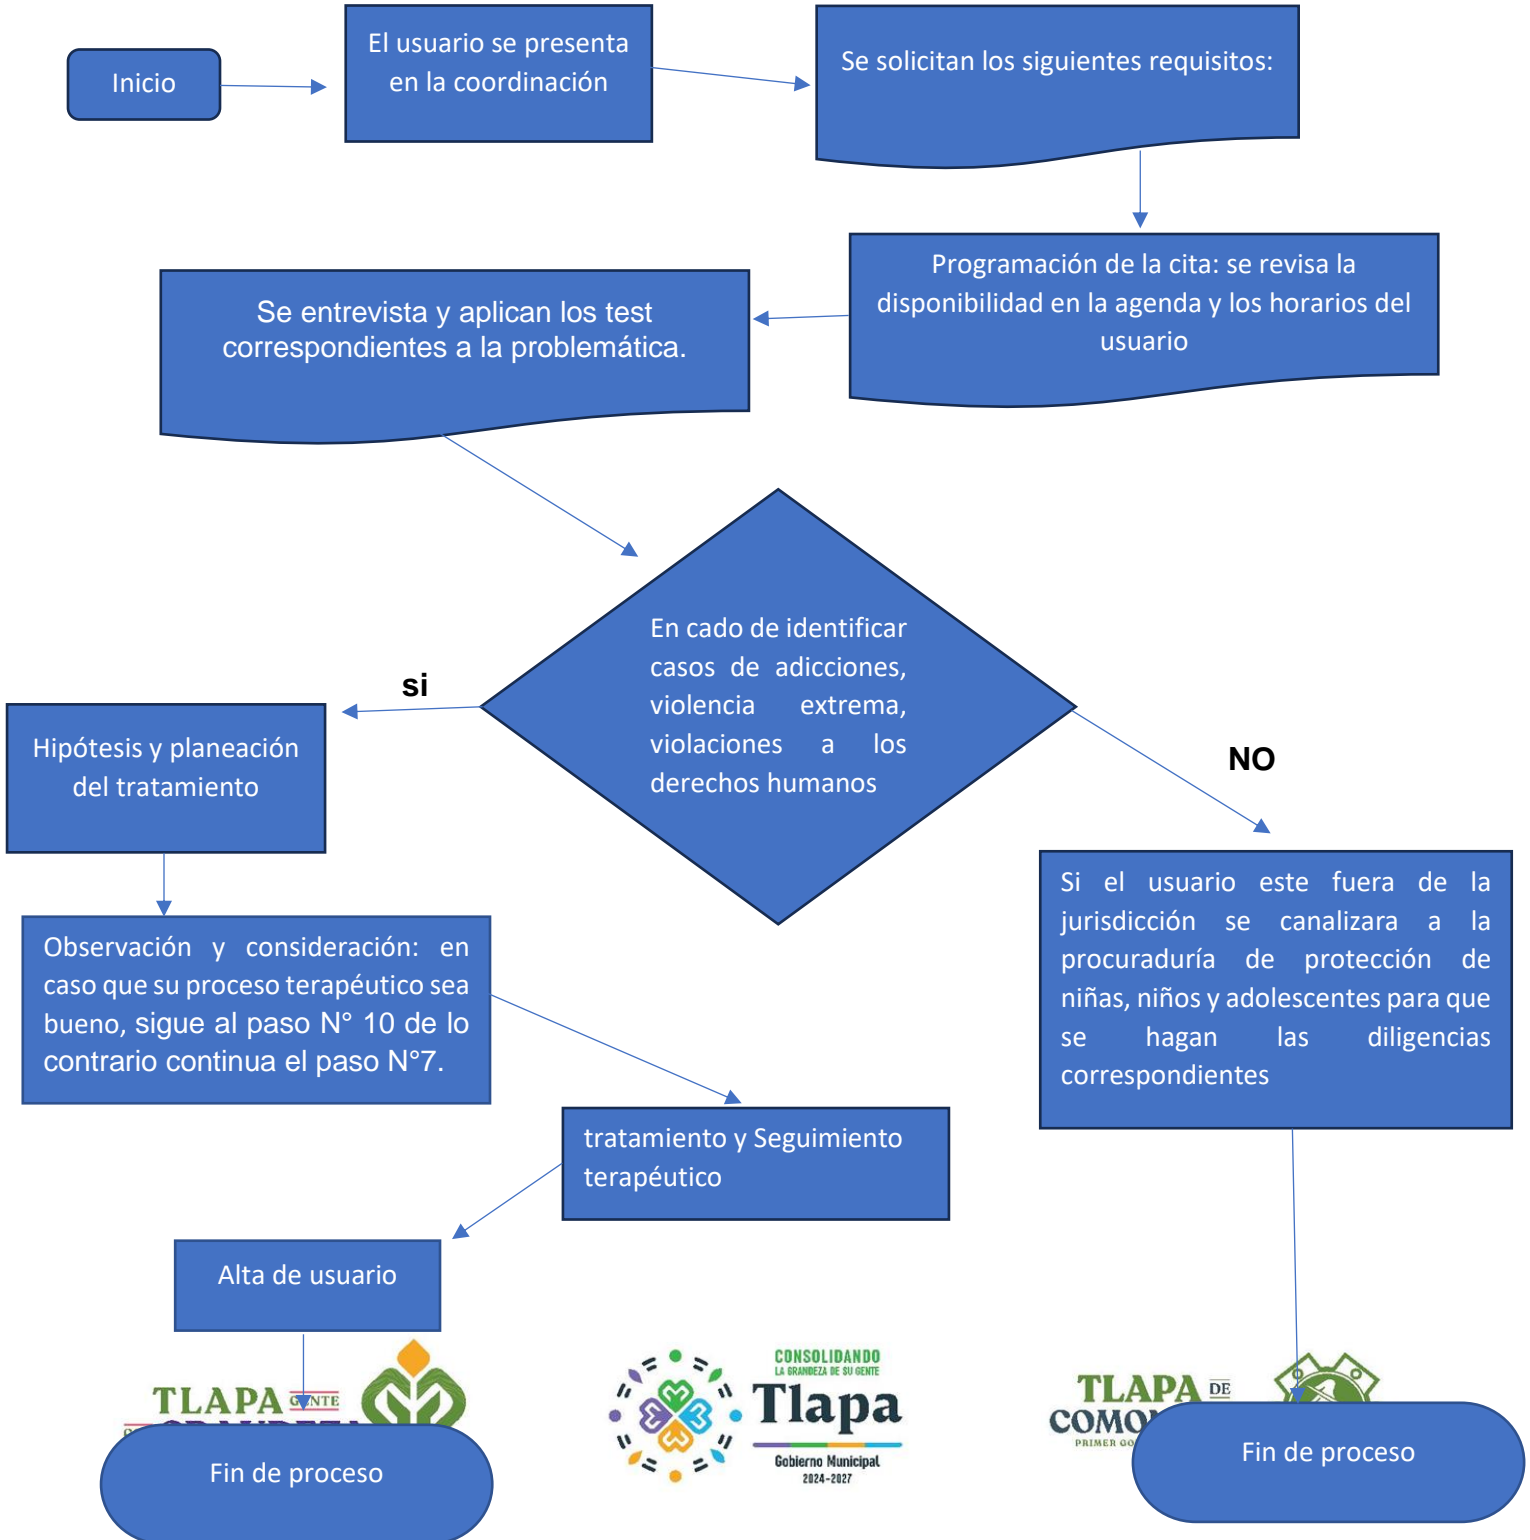 Inicio
El usuario se presenta
en la coordinación
Se solicitan los siguientes requisitos:
Programación de la cita: se revisa la
disponibilidad en la agenda y los horarios del
usuario
Se entrevista y aplican los test
correspondientes a la problemática.
En cado de identificar
casos de adicciones,
violencia extrema,
violaciones a los
derechos humanos
si
NO
Hipótesis y planeación
del tratamiento
Observación y consideración: en
caso que su proceso terapéutico sea
bueno, sigue al paso N° 10 de lo
contrario continua el paso N°7.
Si el usuario este fuera de la
jurisdicción se canalizara a la
procuraduría de protección de
niñas, niños y adolescentes para que
se hagan las diligencias
correspondientes
tratamiento y Seguimiento
terapéutico
Alta de usuario
TLAPA GENTE
CONSOLIDANDO
LA GRANDEZA DE SU GENTE
Tlapa
Gobierno Municipal
2024-2027
TLAPA DE
PRIMER
Fin de proceso
Fin de proceso